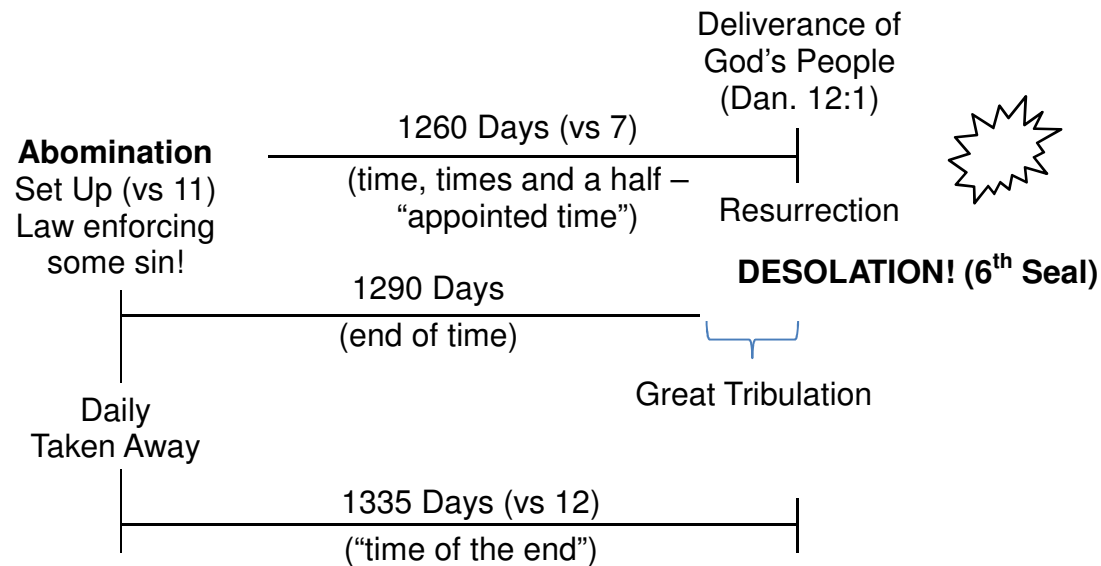 Deliverance of
God's People
(Dan. 12:1)
1260 Days (vs 7)
(time, times and a half –
“appointed time”)
Resurrection
Abomination
Set Up (vs 11)
Law enforcing
some sin!
DESOLATION! (6th Seal)
1290 Days
(end of time)
Great Tribulation
Daily
Taken Away
1335 Days (vs 12)
(“time of the end”)